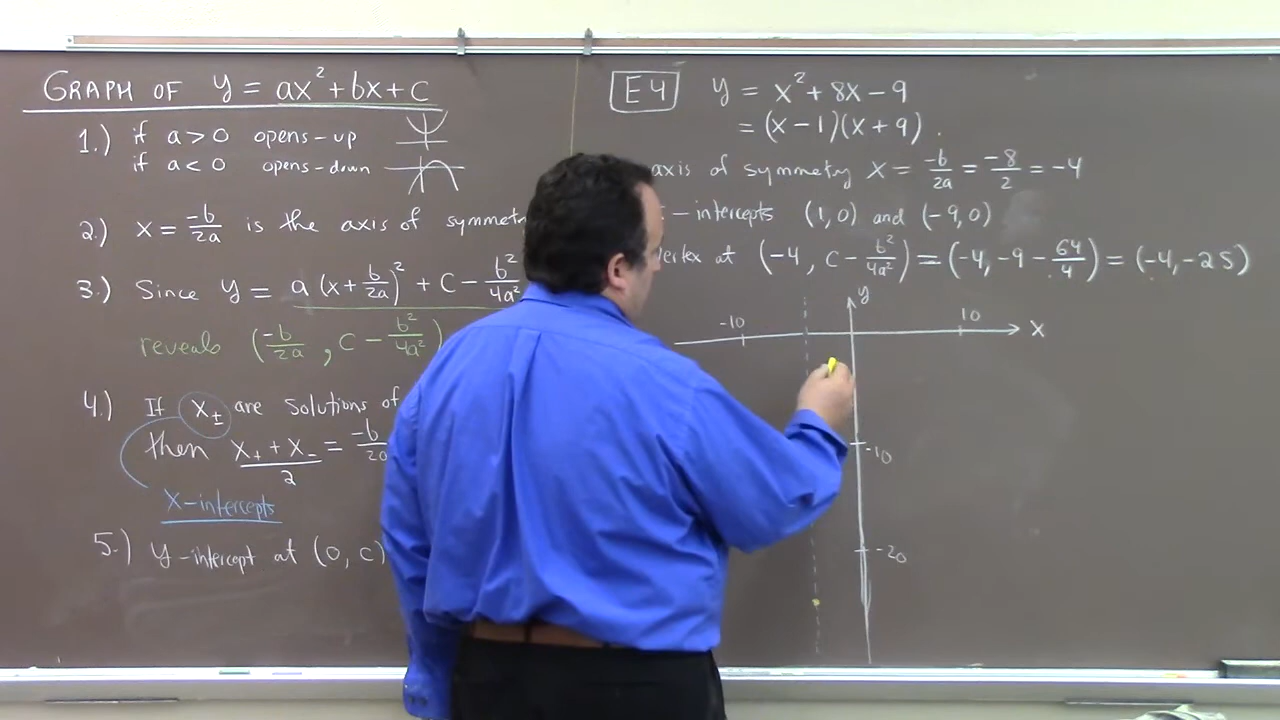 GRAPH OF y = ax² + bx + c
1.) if a > 0 opens-up
if a < 0 opens-down
2.) x = -b/2a is the axis of symmetry
3.) Since y = a(x + b/2a)² + c - b²/4a²
reveals (-b/2a, c - b²/4a²)
4.) If x± are solutions of
then (x₊ + x₋)/2 = -b/2a
x-intercepts
5.) y-intercept at (0, c)
E4 y = x² + 8x - 9
= (x - 1)(x + 9).
axis of symmetry x = -b/2a = -8/2 = -4
- intercepts (1, 0) and (-9, 0)
vertex at (-4, c - b²/4a²) = (-4, -9 - 64/4) = (-4, -25)
y
-10 10 x
-10
-20